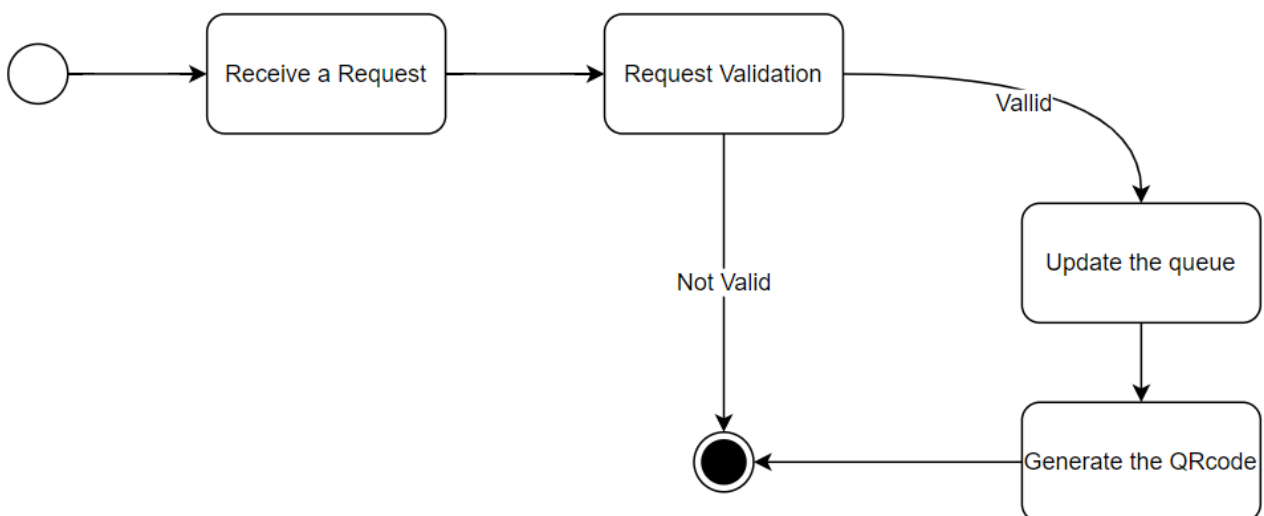 Receive a Request
Request Validation
Vallid
Update the queue
Not Valid
Generate the QRcode